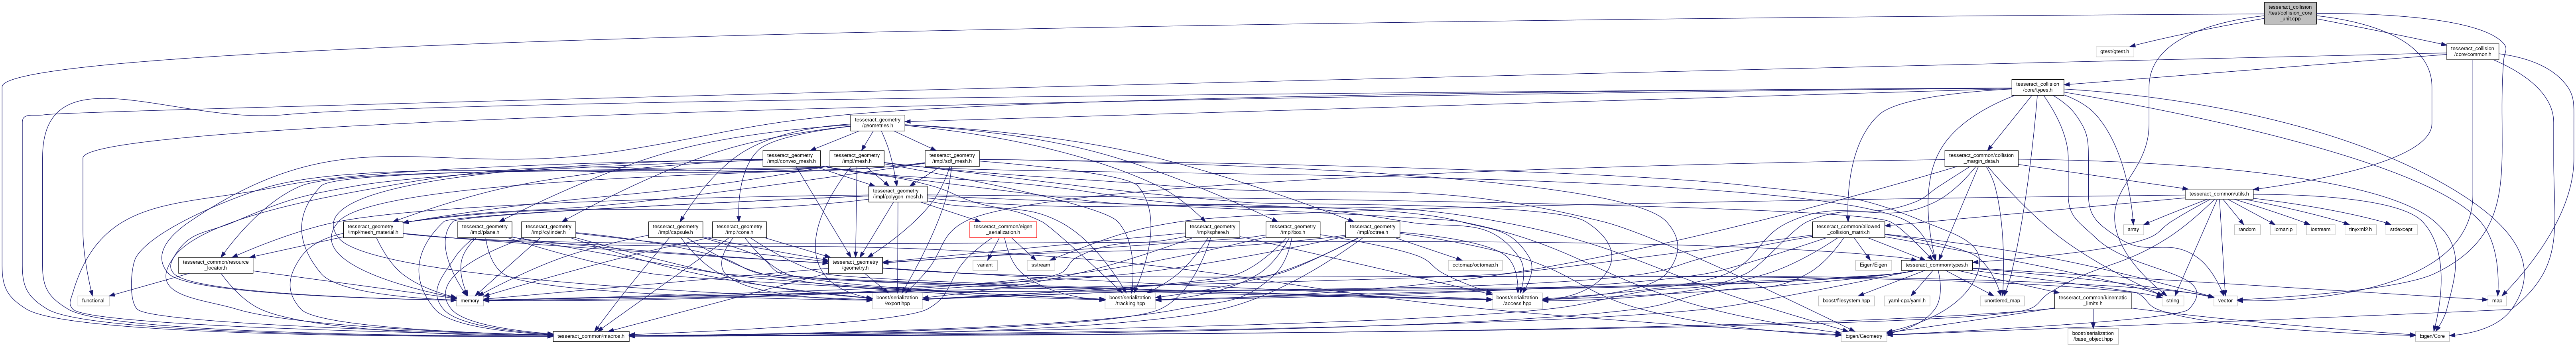 tesseract_collision
/test/collision_core
_unit.cpp
gtest/gtest.h
tesseract_collision
/core/common.h
tesseract_collision
/core/types.h
tesseract_geometry
/geometries.h
tesseract_geometry
/impl/convex_mesh.h
tesseract_geometry
/impl/mesh.h
tesseract_geometry
/impl/sdf_mesh.h
tesseract_common/collision
_margin_data.h
tesseract_geometry
/impl/polygon_mesh.h
tesseract_common/utils.h
tesseract_geometry
/impl/mesh_material.h
tesseract_geometry
/impl/plane.h
tesseract_geometry
/impl/cylinder.h
tesseract_geometry
/impl/capsule.h
tesseract_geometry
/impl/cone.h
tesseract_common/eigen
_serialization.h
tesseract_geometry
/impl/sphere.h
tesseract_geometry
/impl/box.h
tesseract_geometry
/impl/octree.h
tesseract_common/allowed
_collision_matrix.h
array
random
iomanip
iostream
tinyxml2.h
stdexcept
tesseract_common/resource
_locator.h
tesseract_geometry
/geometry.h
variant
sstream
octomap/octomap.h
Eigen/Eigen
tesseract_common/types.h
functional
memory
boost/serialization
/export.hpp
boost/serialization
/tracking.hpp
boost/serialization
/access.hpp
boost/filesystem.hpp
yaml-cpp/yaml.h
unordered_map
tesseract_common/kinematic
_limits.h
string
vector
map
tesseract_common/macros.h
Eigen/Geometry
boost/serialization
/base_object.hpp
Eigen/Core